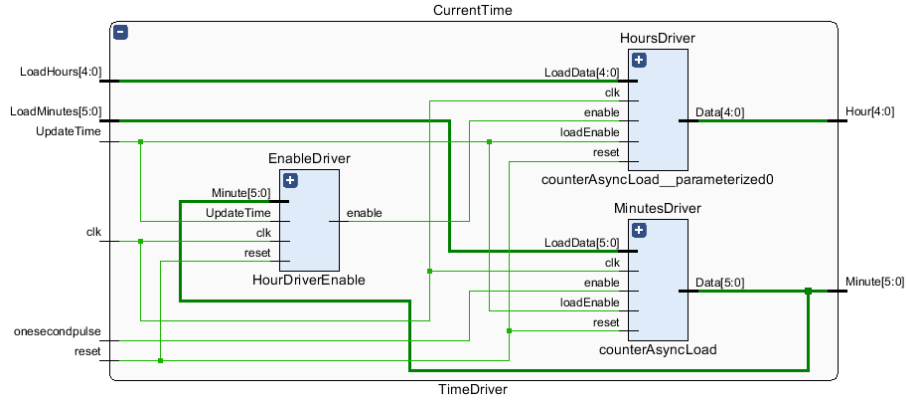 CurrentTime
HoursDriver
LoadHours[4:0]
LoadData[4:0]
clk
enable
loadEnable
reset
Data[4:0]
Hour[4:0]
counterAsyncLoad__parameterized0
LoadMinutes[5:0]
UpdateTime
EnableDriver
Minute[5:0]
UpdateTime
clk
reset
enable
HourDriverEnable
MinutesDriver
LoadData[5:0]
clk
enable
loadEnable
reset
Data[5:0]
Minute[5:0]
counterAsyncLoad
clk
onesecondpulse
reset
TimeDriver